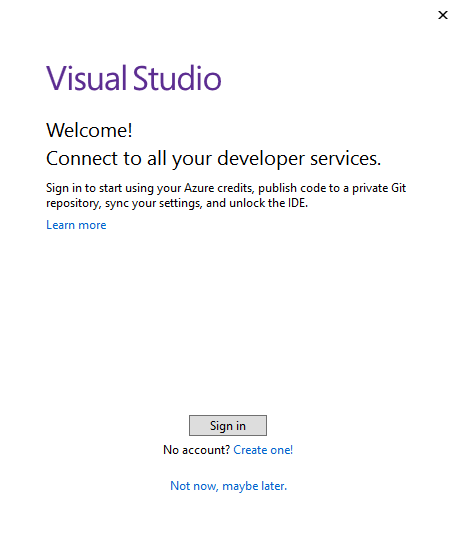 Visual Studio
Welcome!
Connect to all your developer services.
Sign in to start using your Azure credits, publish code to a private Git
repository, sync your settings, and unlock the IDE.
Learn more
Sign in
No account? Create one!
Not now, maybe later.